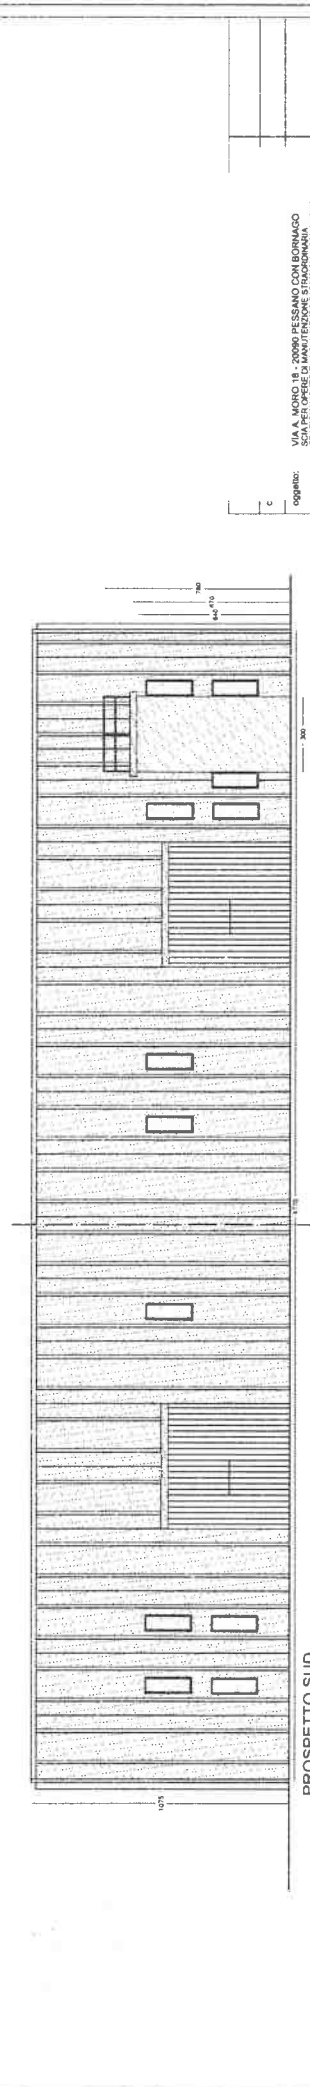 C
oggetto:
VIA A. MORO 18 - 20090 PESSANO CON BORNAGO
SCIA PER OPERE DI MANUTENZIONE STRAORDINARIA
780
670
640
300
1075
PROSPETTO SUD